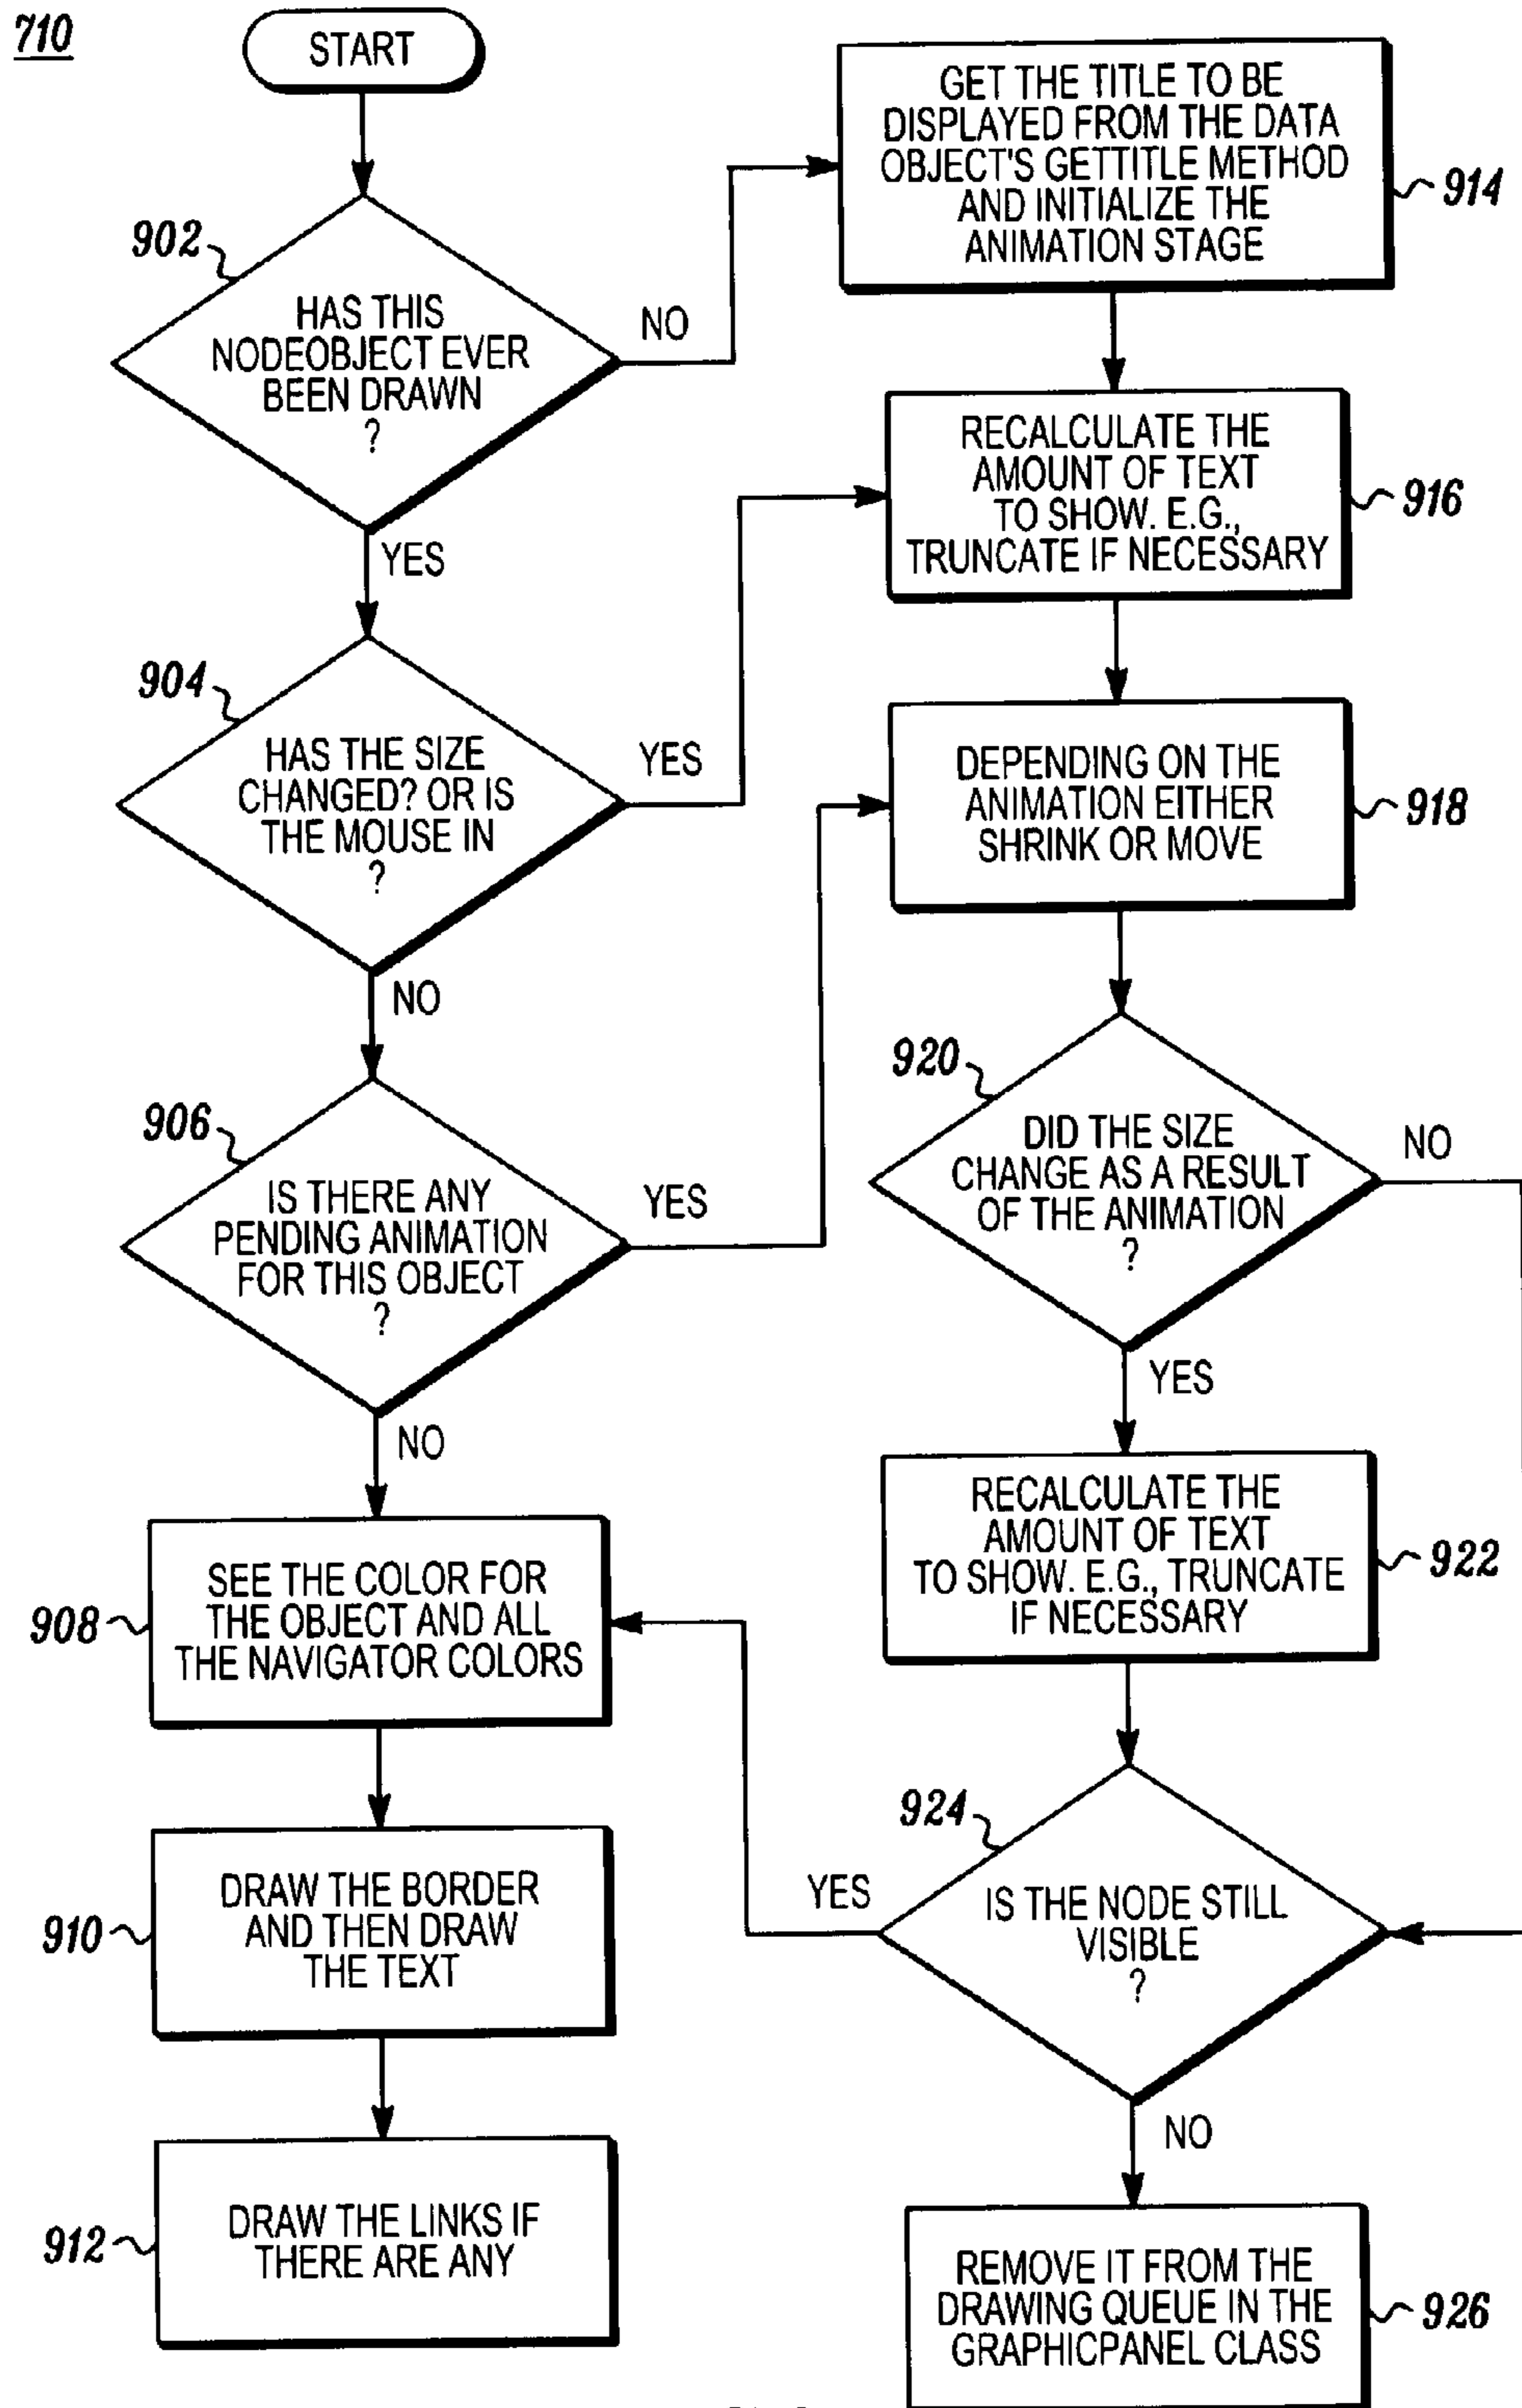 710
START
902
HAS THIS
NODEOBJECT EVER
BEEN DRAWN
?
NO
YES
904
HAS THE SIZE
CHANGED? OR IS
THE MOUSE IN
?
YES
NO
906
IS THERE ANY
PENDING ANIMATION
FOR THIS OBJECT
?
YES
NO
908
SEE THE COLOR FOR
THE OBJECT AND ALL
THE NAVIGATOR COLORS
910
DRAW THE BORDER
AND THEN DRAW
THE TEXT
912
DRAW THE LINKS IF
THERE ARE ANY
GET THE TITLE TO BE
DISPLAYED FROM THE DATA
OBJECT'S GETTITLE METHOD
AND INITIALIZE THE
ANIMATION STAGE
914
RECALCULATE THE
AMOUNT OF TEXT
TO SHOW. E.G.,
TRUNCATE IF NECESSARY
916
DEPENDING ON THE
ANIMATION EITHER
SHRINK OR MOVE
918
920
DID THE SIZE
CHANGE AS A RESULT
OF THE ANIMATION
?
NO
YES
RECALCULATE THE
AMOUNT OF TEXT
TO SHOW. E.G., TRUNCATE
IF NECESSARY
922
924
IS THE NODE STILL
VISIBLE
?
YES
NO
REMOVE IT FROM THE
DRAWING QUEUE IN THE
GRAPHICPANEL CLASS
926